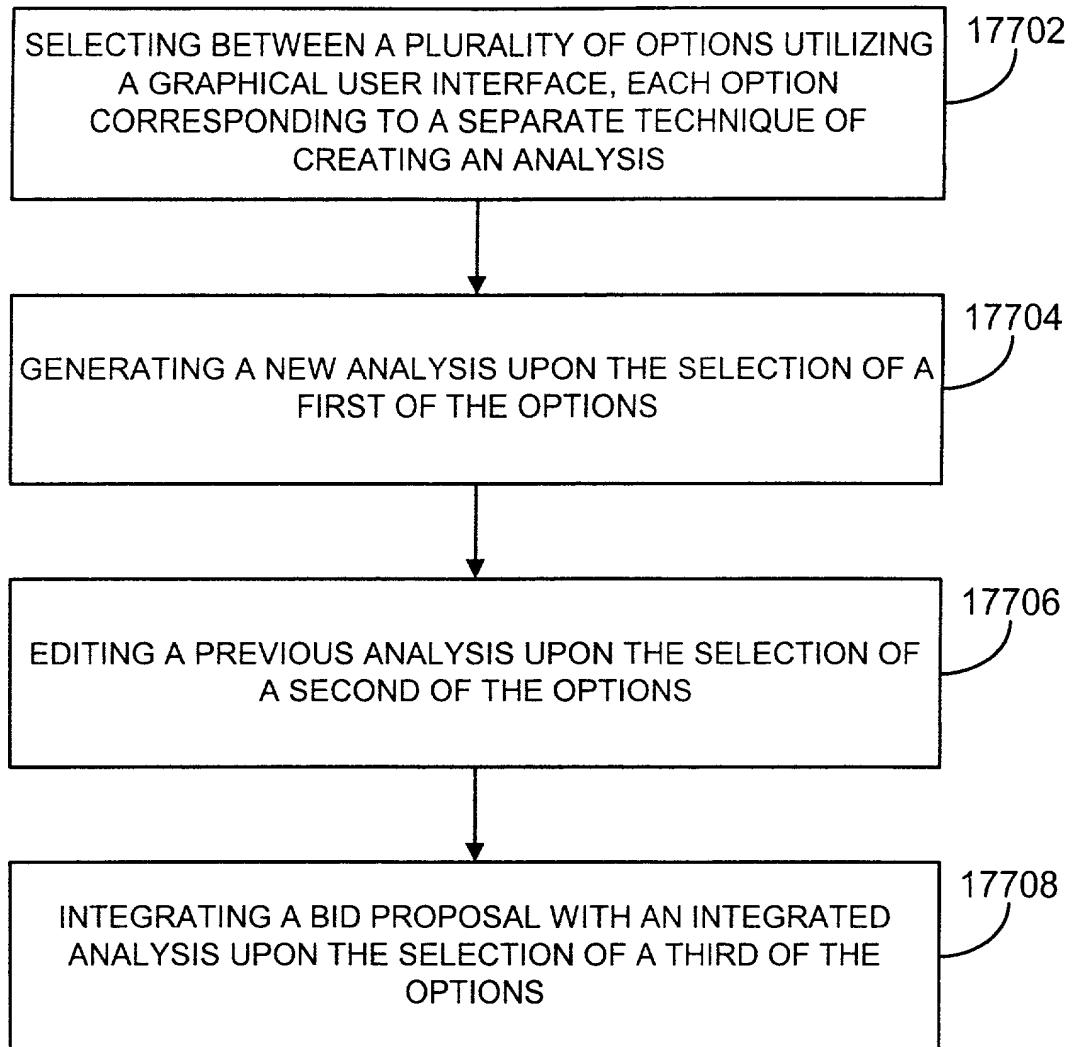 SELECTING BETWEEN A PLURALITY OF OPTIONS UTILIZING
A GRAPHICAL USER INTERFACE, EACH OPTION
CORRESPONDING TO A SEPARATE TECHNIQUE OF
CREATING AN ANALYSIS
17702
GENERATING A NEW ANALYSIS UPON THE SELECTION OF A
FIRST OF THE OPTIONS
17704
EDITING A PREVIOUS ANALYSIS UPON THE SELECTION OF
A SECOND OF THE OPTIONS
17706
INTEGRATING A BID PROPOSAL WITH AN INTEGRATED
ANALYSIS UPON THE SELECTION OF A THIRD OF THE
OPTIONS
17708